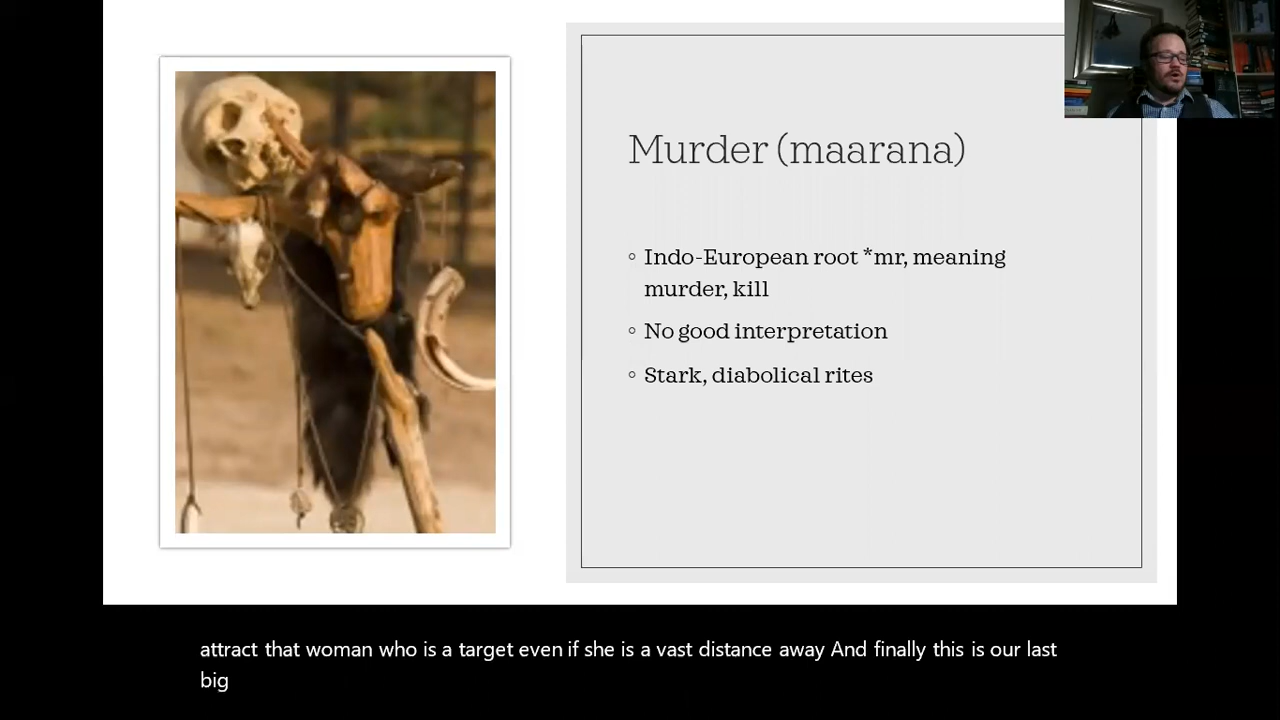 Murder (maarana)
◦ Indo-European root *mr, meaning
murder, kill
◦ No good interpretation
◦ Stark, diabolical rites
attract that woman who is a target even if she is a vast distance away And finally this is our last
big